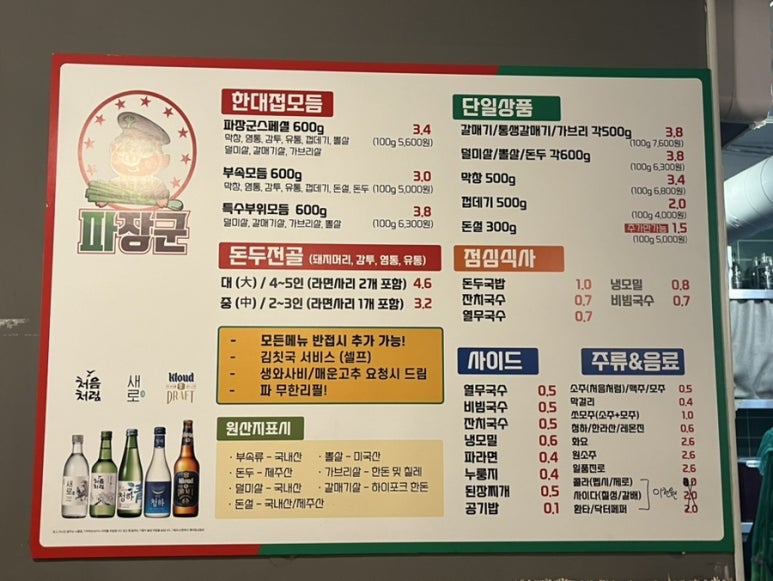 한대접모듬
파장군스페셜 600g 3.4
막창, 염통, 감투, 유통, 껍데기, 뽈살 (100g 5,600원)
덜미살, 갈매기살, 가브리살
부속모듬 600g 3.0
막창, 염통, 감투, 유통, 껍데기, 돈설, 돈두 (100g 5,000원)
특수부위모듬 600g 3.8
덜미살, 갈매기살, 가브리살, 뽈살 (100g 6,300원)
돈두전골 (돼지머리, 감투, 염통, 유통)
대 (大) / 4~5인 (라면사리 2개 포함) 4.6
중 (中) / 2~3인 (라면사리 1개 포함) 3.2
- 모든메뉴 반접시 추가 가능!
- 김칫국 서비스 (셀프)
- 생와사비/매운고추 요청시 드림
- 파 무한리필!
원산지표시
· 부속류 - 국내산 · 뽈살 - 미국산
· 돈두 - 제주산 · 가브리살 - 한돈 및 칠레
· 덜미살 - 국내산 · 갈매기살 - 하이포크 한돈
· 돈설 - 국내산/제주산
단일상품
갈매기/통생갈매기/가브리 각500g 3.8
(100g 7,600원)
덜미살/뽈살/돈두 각600g 3.8
(100g 6,300원)
막창 500g 3.4
(100g 6,800원)
껍데기 500g 2.0
(100g 4,000원)
돈설 300g 추가만가능 1.5
(100g 5,000원)
점심식사
돈두국밥 1.0 냉모밀 0.8
잔치국수 0.7 비빔국수 0.7
열무국수 0.7
사이드
열무국수 0.5
비빔국수 0.5
잔치국수 0.5
냉모밀 0.6
파라면 0.4
누룽지 0.4
된장찌개 0.5
공기밥 0.1
주류&음료
소주(처음처럼)/맥주/모주 0.5
막걸리 0.4
쏘모주(소주+모주) 1.0
청하/한라산/레몬진 0.6
화요 2.6
원소주 2.6
일품진로 2.6
콜라(펩시/제로)
사이다(칠성/갈배) 2.0
환타/닥터페퍼 2.0
이천원
파장군
처음
처럼
새로
kloud
DRAFT
새로
처음처럼
청하
청하
kloud